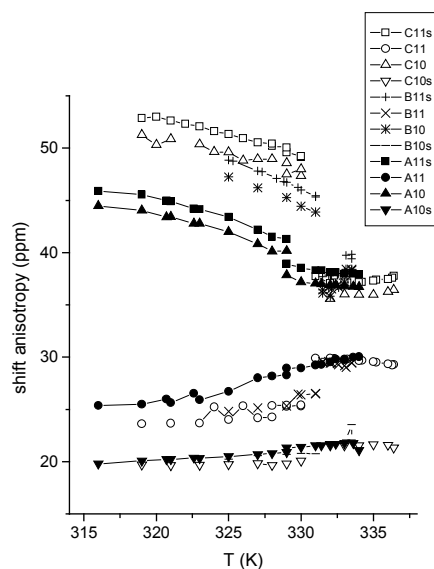 C11s
C11
C10
C10s
B11s
B11
B10
B10s
A11s
A11
A10
A10s
shift anisotropy (ppm)
50
40
30
20
315 320 325 330 335
T (K)